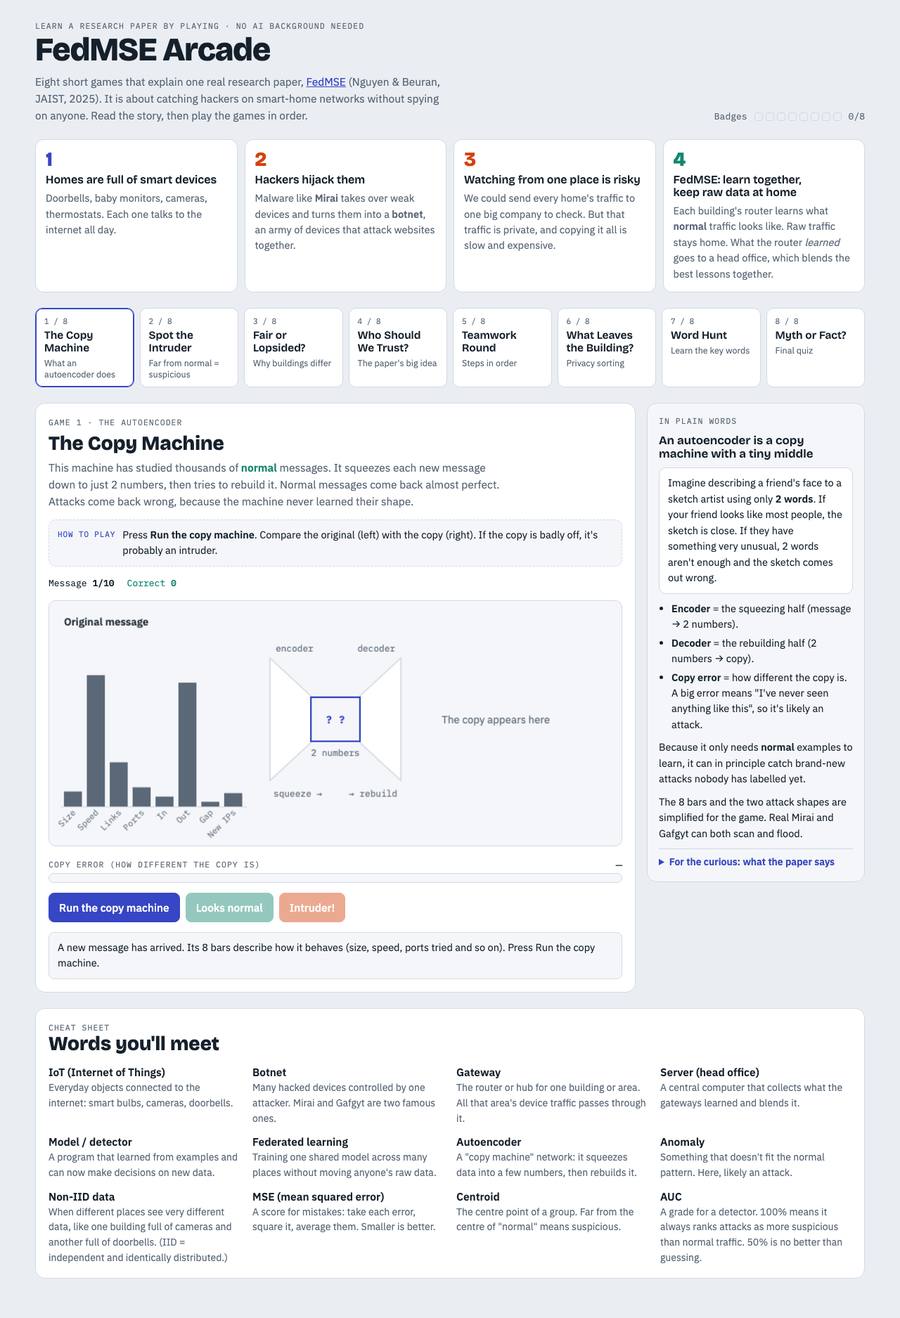 LEARN A RESEARCH PAPER BY PLAYING · NO AI BACKGROUND NEEDED
FedMSE Arcade
Eight short games that explain one real research paper, FedMSE (Nguyen & Beuran,
JAIST, 2025). It is about catching hackers on smart-home networks without spying
on anyone. Read the story, then play the games in order.
Badges 0/8
1
Homes are full of smart devices
Doorbells, baby monitors, cameras,
thermostats. Each one talks to the
internet all day.
2
Hackers hijack them
Malware like Mirai takes over weak
devices and turns them into a botnet,
an army of devices that attack websites
together.
3
Watching from one place is risky
We could send every home's traffic to
one big company to check. But that
traffic is private, and copying it all is
slow and expensive.
4
FedMSE: learn together,
keep raw data at home
Each building's router learns what
normal traffic looks like. Raw traffic
stays home. What the router learned
goes to a head office, which blends the
best lessons together.
1 / 8
The Copy
Machine
What an
autoencoder does
2 / 8
Spot the
Intruder
Far from normal =
suspicious
3 / 8
Fair or
Lopsided?
Why buildings differ
4 / 8
Who Should
We Trust?
The paper's big idea
5 / 8
Teamwork
Round
Steps in order
6 / 8
What Leaves
the Building?
Privacy sorting
7 / 8
Word Hunt
Learn the key words
8 / 8
Myth or Fact?
Final quiz
GAME 1 · THE AUTOENCODER
The Copy Machine
This machine has studied thousands of normal messages. It squeezes each new message
down to just 2 numbers, then tries to rebuild it. Normal messages come back almost perfect.
Attacks come back wrong, because the machine never learned their shape.
HOW TO PLAY Press Run the copy machine. Compare the original (left) with the copy (right). If the copy is badly off, it's
probably an intruder.
Message 1/10 Correct 0
Original message
encoder decoder
? ?
2 numbers
squeeze → → rebuild
The copy appears here
Size Speed Links Ports In Out Gap New IPs
COPY ERROR (HOW DIFFERENT THE COPY IS) —
Run the copy machine Looks normal Intruder!
A new message has arrived. Its 8 bars describe how it behaves (size, speed, ports tried and so on). Press Run the copy
machine.
IN PLAIN WORDS
An autoencoder is a copy
machine with a tiny middle
Imagine describing a friend's face to a
sketch artist using only 2 words. If
your friend looks like most people, the
sketch is close. If they have
something very unusual, 2 words
aren't enough and the sketch comes
out wrong.
• Encoder = the squeezing half (message
→ 2 numbers).
• Decoder = the rebuilding half (2
numbers → copy).
• Copy error = how different the copy is.
A big error means "I've never seen
anything like this", so it's likely an
attack.
Because it only needs normal examples to
learn, it can in principle catch brand-new
attacks nobody has labelled yet.
The 8 bars and the two attack shapes are
simplified for the game. Real Mirai and
Gafgyt can both scan and flood.
▶ For the curious: what the paper says
CHEAT SHEET
Words you'll meet
IoT (Internet of Things)
Everyday objects connected to the
internet: smart bulbs, cameras, doorbells.
Botnet
Many hacked devices controlled by one
attacker. Mirai and Gafgyt are two famous
ones.
Gateway
The router or hub for one building or area.
All that area's device traffic passes through
it.
Server (head office)
A central computer that collects what the
gateways learned and blends it.
Model / detector
A program that learned from examples and
can now make decisions on new data.
Federated learning
Training one shared model across many
places without moving anyone's raw data.
Autoencoder
A "copy machine" network: it squeezes
data into a few numbers, then rebuilds it.
Anomaly
Something that doesn't fit the normal
pattern. Here, likely an attack.
Non-IID data
When different places see very different
data, like one building full of cameras and
another full of doorbells. (IID =
independent and identically distributed.)
MSE (mean squared error)
A score for mistakes: take each error,
square it, average them. Smaller is better.
Centroid
The centre point of a group. Far from the
centre of "normal" means suspicious.
AUC
A grade for a detector. 100% means it
always ranks attacks as more suspicious
than normal traffic. 50% is no better than
guessing.